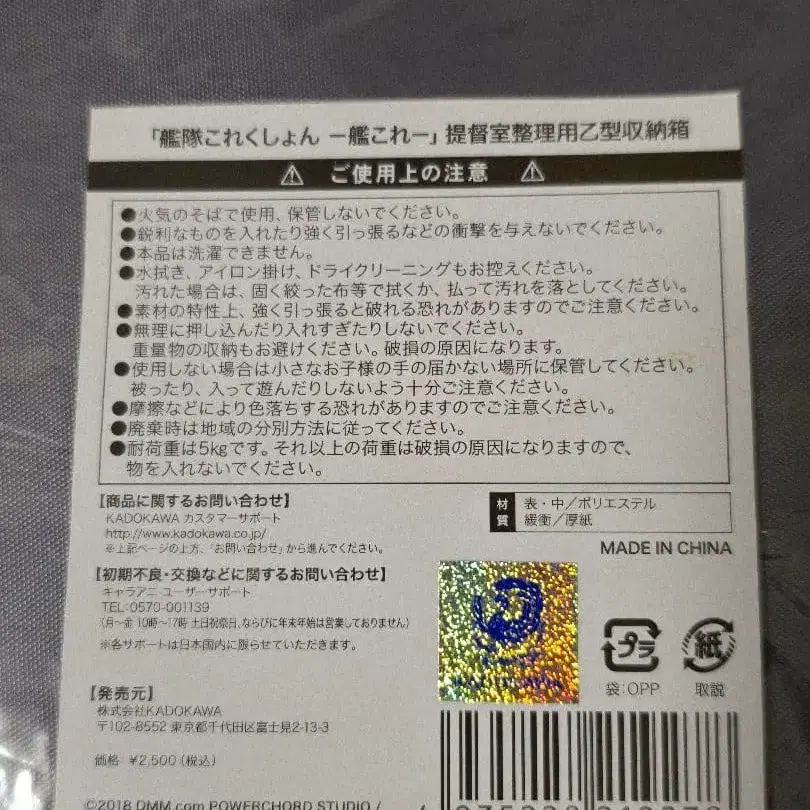 「艦隊これくしょん －艦これ－」提督室整理用乙型収納箱
ご使用上の注意
●火気のそばで使用、保管しないでください。
●鋭利なものを入れたり強く引っ張るなどの衝撃を与えないでください。
●本品は洗濯できません。
●水拭き、アイロン掛け、ドライクリーニングもお控えください。
汚れた場合は、固く絞った布等で拭くか、払って汚れを落としてください。
●素材の特性上、強く引っ張ると破れる恐れがありますのでご注意ください。
●無理に押し込んだり入れすぎたりしないでください。
重量物の収納もお避けください。破損の原因になります。
●使用しない場合は小さなお子様の手の届かない場所に保管してください。
被ったり、入って遊んだりしないよう十分ご注意ください。
●摩擦などにより色落ちする恐れがありますのでご注意ください。
●廃棄時は地域の分別方法に従ってください。
●耐荷重は5kgです。それ以上の荷重は破損の原因になりますので、
物を入れないでください。
【商品に関するお問い合わせ】
KADOKAWA カスタマーサポート
http://www.kadokawa.co.jp/
※上記ページの上方、「お問い合わせ」から進んでください。
材質
表・中／ポリエステル
緩衝／厚紙
MADE IN CHINA
【初期不良・交換などに関するお問い合わせ】
キャラアニ ユーザーサポート
TEL:0570-001139
(月～金 10時～17時 土日祝祭日、ならびに年末年始は営業しておりません)
※各サポートは日本国内に限らせていただきます。
プラ
袋：OPP
紙
取説
【発売元】
株式会社KADOKAWA
〒102-8552 東京都千代田区富士見2-13-3
価格：￥2,500（税込）
©2018 DMM.com POWERCHORD STUDIO /